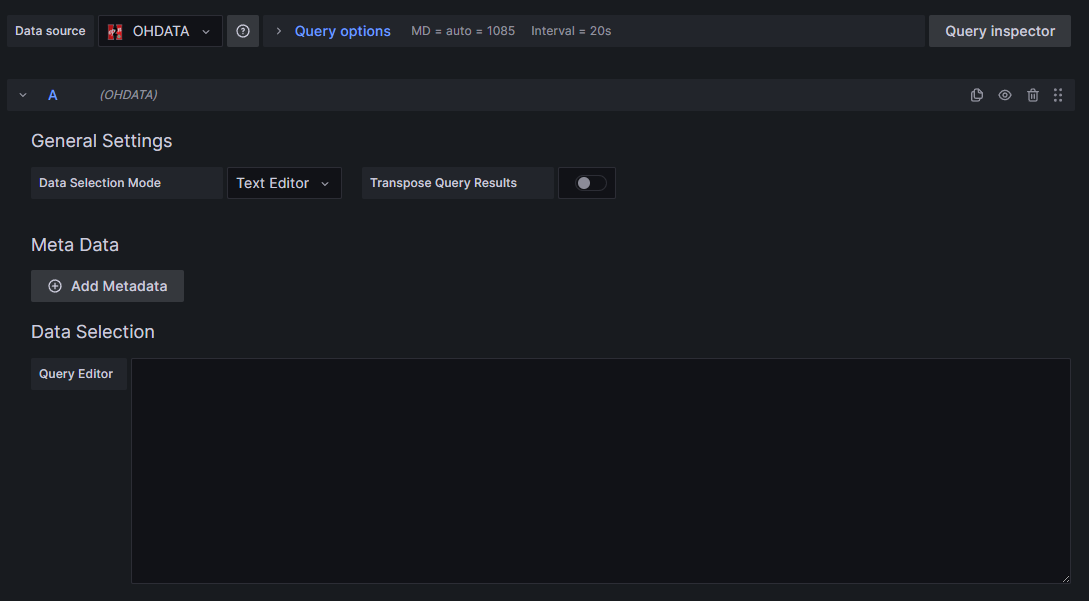 Data source OHDATA Query options MD = auto = 1085 Interval = 20s Query inspector
A (OHDATA)
General Settings
Data Selection Mode Text Editor Transpose Query Results
Meta Data
Add Metadata
Data Selection
Query Editor